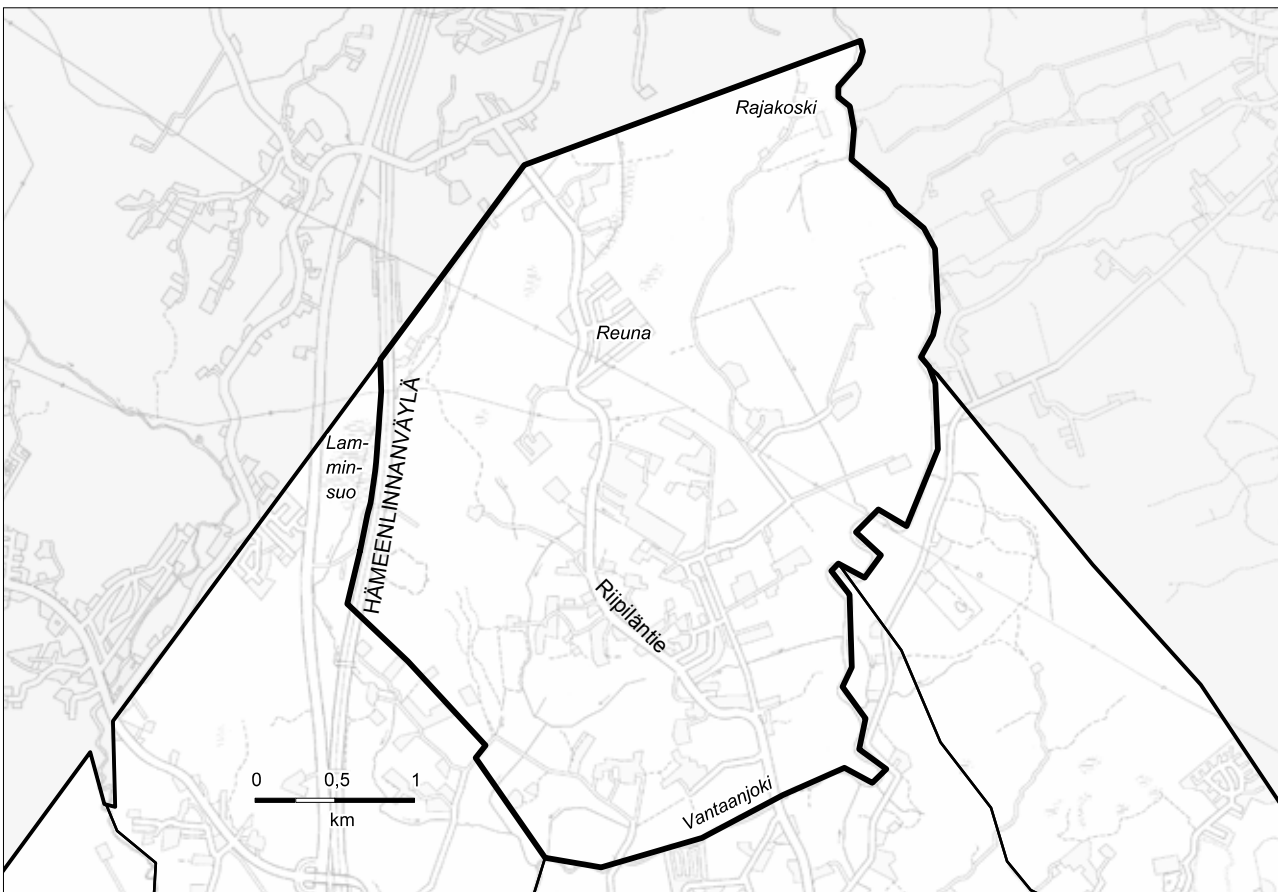 Rajakoski
Reuna
Lam-
min-
suo
HÄMEENLINNANVÄYLÄ
Riipiläntie
Vantaanjoki
0 0,5 1
km